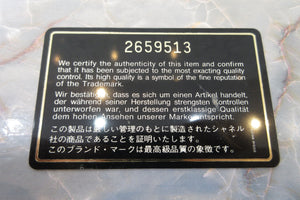 2659513
We certify the authenticity of this item and confirm
that it has been subjected to the most exacting quality
control. Its high quality is a symbol of the fine reputation
of the Trademark.
Wir bestätigen, dass es sich um einen Artikel handelt,
der während seiner Herstellung strengsten Kontrollen
unterworfen war, und dessen erstklassige Qualität
dem hohen Ansehen unserer Marke entspricht.
この製品は厳しい管理のもとに製造されたシャネル
社の商品であることを証明いたします。
このブランド・マークは最高級品質の象徴です。